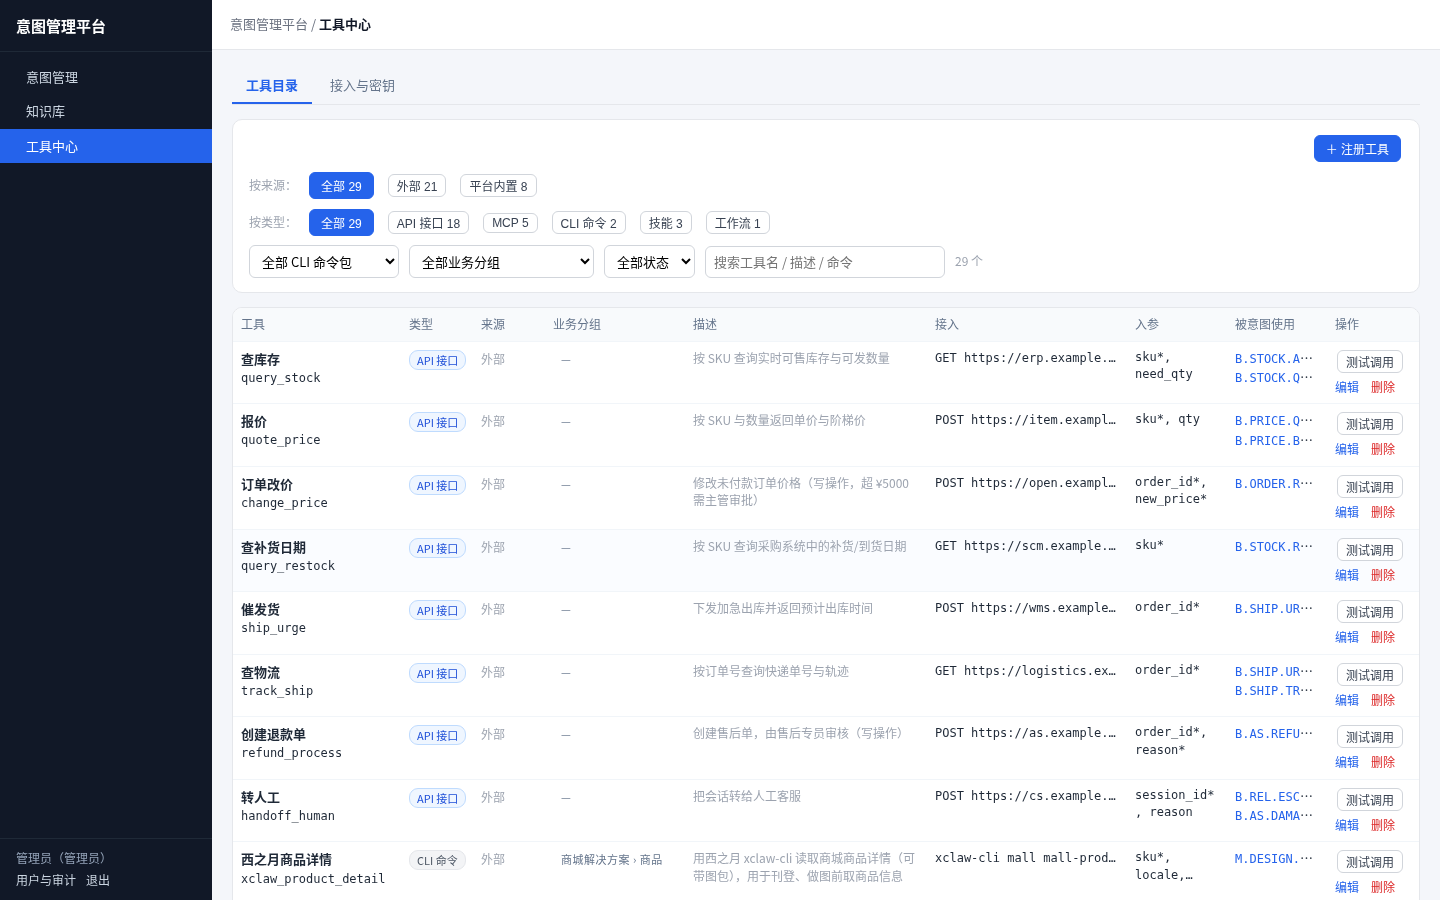 意图管理平台
意图管理平台 / 工具中心
意图管理
知识库
工具中心
工具目录 接入与密钥
＋ 注册工具
按来源: 全部 29 外部 21 平台内置 8
按类型: 全部 29 API 接口 18 MCP 5 CLI 命令 2 技能 3 工作流 1
全部 CLI 命令包 全部业务分组 全部状态 搜索工具名 / 描述 / 命令 29 个
工具 类型 来源 业务分组 描述 接入 入参 被意图使用 操作
查库存 API 接口 外部 — 按 SKU 查询实时可售库存与可发数量 GET https://erp.example.… sku*, B.STOCK.A… 测试调用
query_stock need_qty B.STOCK.Q… 编辑 删除
报价 API 接口 外部 — 按 SKU 与数量返回单价与阶梯价 POST https://item.exampl… sku*, qty B.PRICE.Q… 测试调用
quote_price B.PRICE.B… 编辑 删除
订单改价 API 接口 外部 — 修改未付款订单价格（写操作，超 ¥5000 POST https://open.exampl… order_id*, B.ORDER.R… 测试调用
change_price 需主管审批） new_price* 编辑 删除
查补货日期 API 接口 外部 — 按 SKU 查询采购系统中的补货/到货日期 GET https://scm.example.… sku* B.STOCK.R… 测试调用
query_restock 编辑 删除
催发货 API 接口 外部 — 下发加急出库并返回预计出库时间 POST https://wms.example… order_id* B.SHIP.UR… 测试调用
ship_urge 编辑 删除
查物流 API 接口 外部 — 按订单号查询快递单号与轨迹 GET https://logistics.ex… order_id* B.SHIP.UR… 测试调用
track_ship B.SHIP.TR… 编辑 删除
创建退款单 API 接口 外部 — 创建售后单，由售后专员审核（写操作） POST https://as.example.… order_id*, B.AS.REFU… 测试调用
refund_process reason* 编辑 删除
转人工 API 接口 外部 — 把会话转给人工客服 POST https://cs.example.… session_id* B.REL.ESC… 测试调用
handoff_human , reason B.AS.DAMA… 编辑 删除
西之月商品详情 CLI 命令 外部 商城解决方案 › 商品 用西之月 xclaw-cli 读取商城商品详情（可 xclaw-cli mall mall-prod… sku*, M.DESIGN.… 测试调用
xclaw_product_detail 带图包），用于刊登、做图前取商品信息 locale,… 编辑 删除
管理员（管理员）
用户与审计 退出